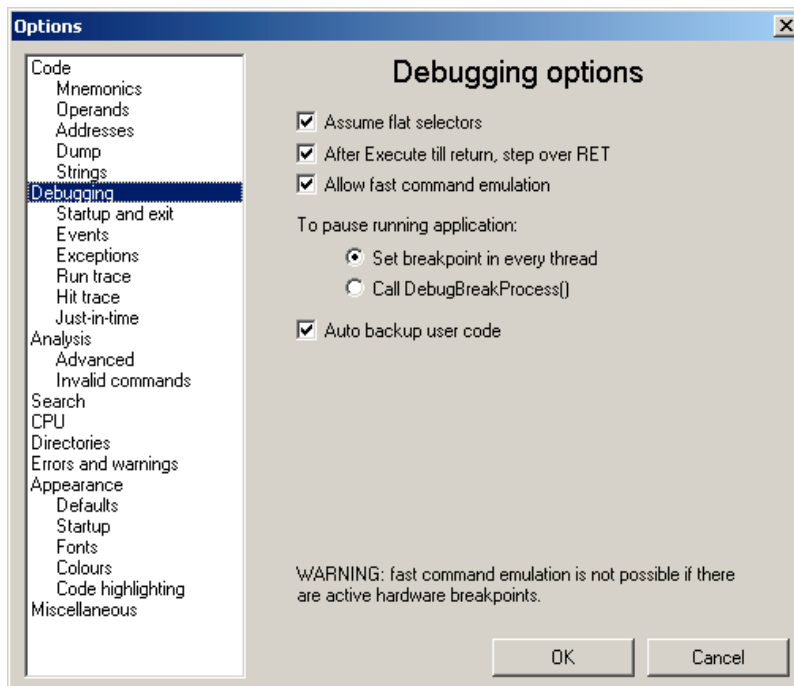 Options
Code
Mnemonics
Operands
Addresses
Dump
Strings
Debugging
Startup and exit
Events
Exceptions
Run trace
Hit trace
Just-in-time
Analysis
Advanced
Invalid commands
Search
CPU
Directories
Errors and warnings
Appearance
Defaults
Startup
Fonts
Colours
Code highlighting
Miscellaneous
Debugging options
Assume flat selectors
After Execute till return, step over RET
Allow fast command emulation
To pause running application:
Set breakpoint in every thread
Call DebugBreakProcess()
Auto backup user code
WARNING: fast command emulation is not possible if there
are active hardware breakpoints.
OK
Cancel